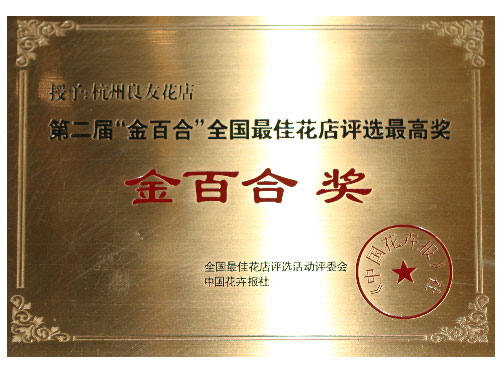 授予:杭州良友花店
第二届“金百合”全国最佳花店评选最高奖
金百合 奖
全国最佳花店评选活动评委会
中国花卉报社
《中国花卉报》社